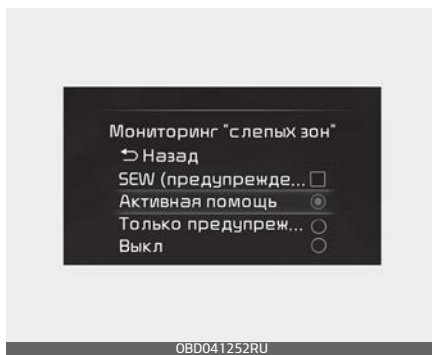 Мониторинг "слепых зон"
Назад
SEW (предупрежде...
Активная помощь
Только предупреж...
Выкл
OBD041252RU